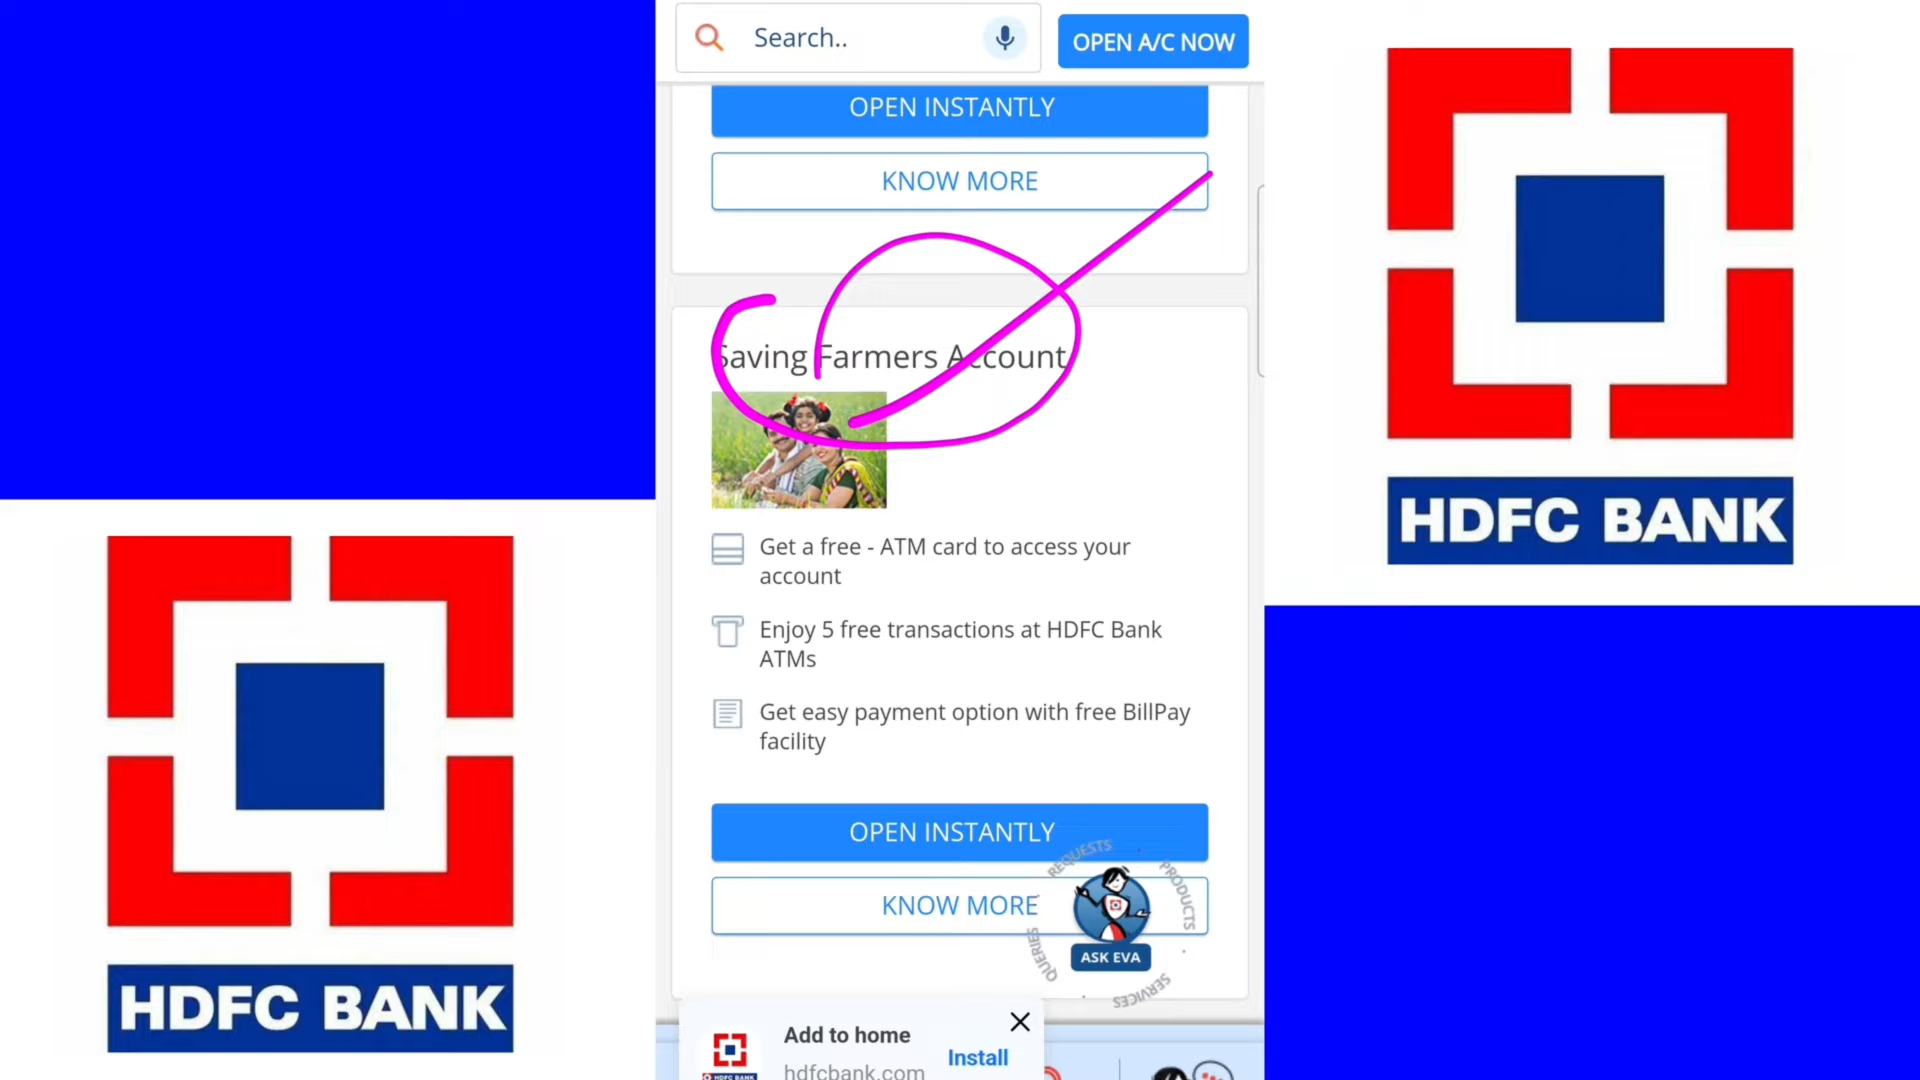 Search..
OPEN A/C NOW
OPEN INSTANTLY
KNOW MORE
Saving Farmers Account
Get a free - ATM card to access your
account
Enjoy 5 free transactions at HDFC Bank
ATMs
Get easy payment option with free BillPay
facility
OPEN INSTANTLY
KNOW MORE
REQUESTS
PRODUCTS
SERVICES
QUERIES
ASK EVA
Add to home
Install
hdfcbank.com
HDFC BANK
HDFC BANK
HDFC BANK